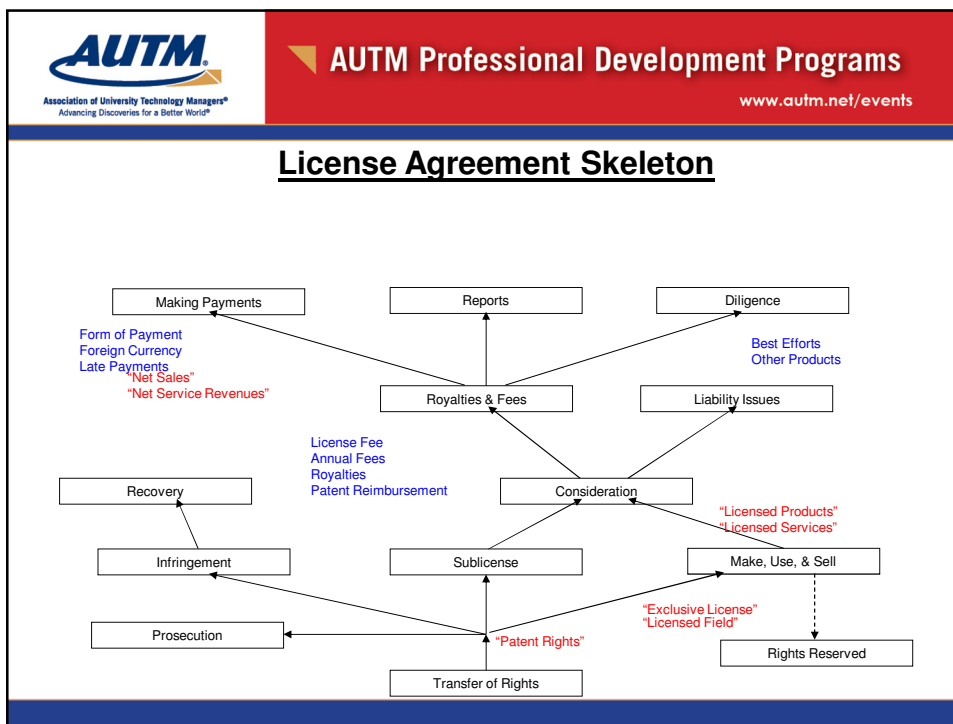 AUTM®
Association of University Technology Managers®
Advancing Discoveries for a Better World®
AUTM Professional Development Programs
www.autm.net/events
License Agreement Skeleton
Making Payments
Reports
Diligence
Form of Payment
Foreign Currency
Late Payments
“Net Sales”
“Net Service Revenues”
Best Efforts
Other Products
Royalties & Fees
Liability Issues
License Fee
Annual Fees
Royalties
Patent Reimbursement
Recovery
Consideration
“Licensed Products”
“Licensed Services”
Infringement
Sublicense
Make, Use, & Sell
“Exclusive License”
“Licensed Field”
Prosecution
“Patent Rights”
Rights Reserved
Transfer of Rights